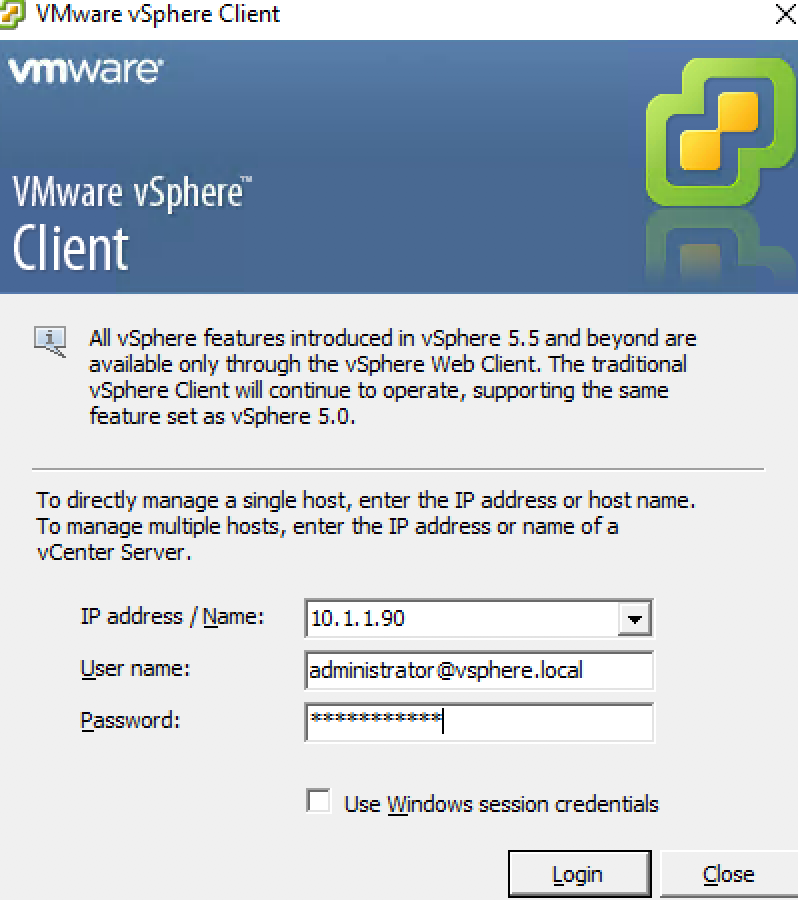 VMware vSphere Client
vmware®
VMware vSphere™
Client
All vSphere features introduced in vSphere 5.5 and beyond are
available only through the vSphere Web Client. The traditional
vSphere Client will continue to operate, supporting the same
feature set as vSphere 5.0.
To directly manage a single host, enter the IP address or host name.
To manage multiple hosts, enter the IP address or name of a
vCenter Server.
IP address / Name: 10.1.1.90
User name: administrator@vsphere.local
Password: ***********
Use Windows session credentials
Login Close